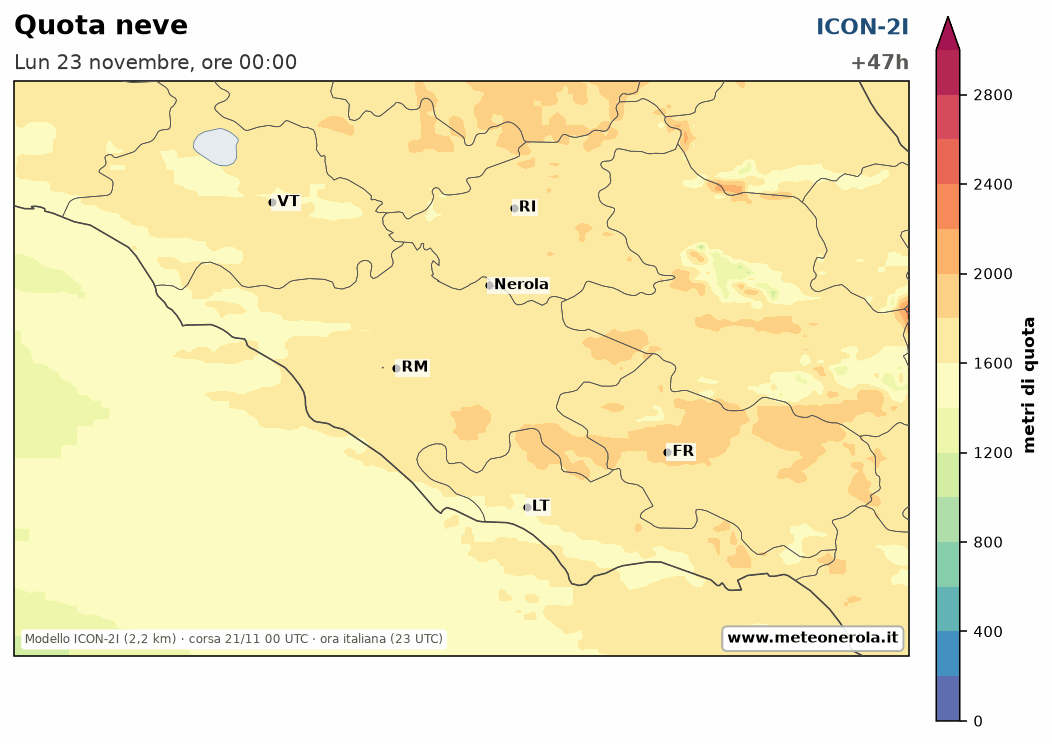 Quota neve
ICON-2I
Lun 23 novembre, ore 00:00
+47h
2800
2400
2000
1600
1200
800
400
0
metri di quota
VT
RI
Nerola
RM
FR
LT
Modello ICON-2I (2,2 km) · corsa 21/11 00 UTC · ora italiana (23 UTC)
www.meteonerola.it